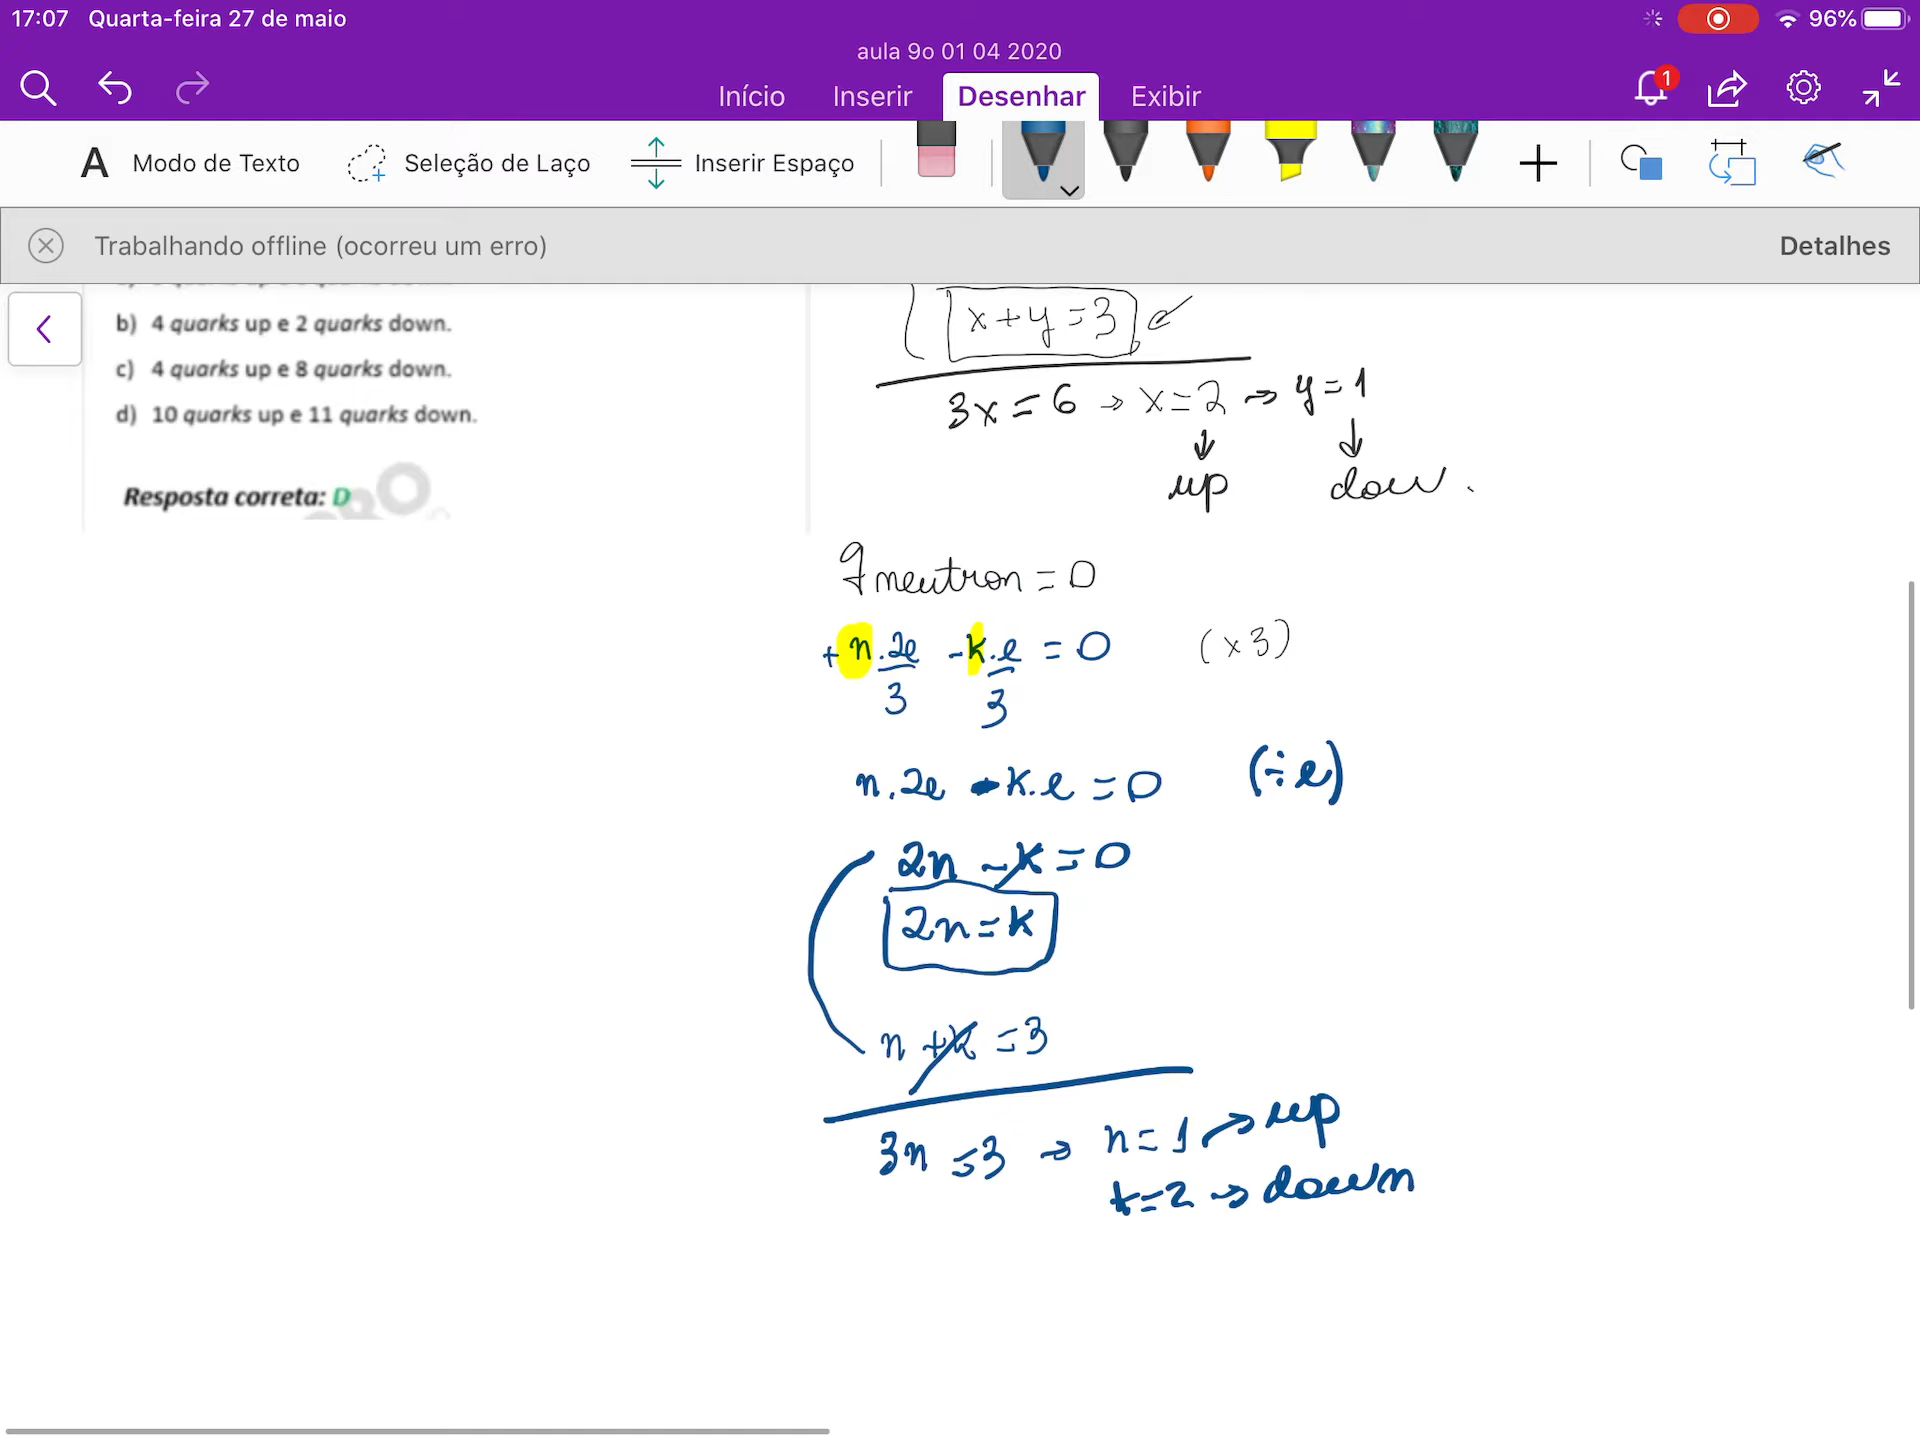 17:07 Quarta-feira 27 de maio
96%
aula 9o 01 04 2020
Início Inserir Desenhar Exibir
1
A Modo de Texto Seleção de Laço Inserir Espaço
Trabalhando offline (ocorreu um erro)
Detalhes
b) 4 quarks up e 2 quarks down.
c) 4 quarks up e 8 quarks down.
d) 10 quarks up e 11 quarks down.
Resposta correta: D
x+y=3
3x=6 → x=2 → y=1
↓ ↓
up dow.
q neutron = 0
+n.2e/3 -k.e/3 = 0 (x3)
n.2e - k.e = 0 (÷e)
2n - k = 0
2n = k
n + k = 3
3n = 3 → n = 1 → up
k = 2 → down